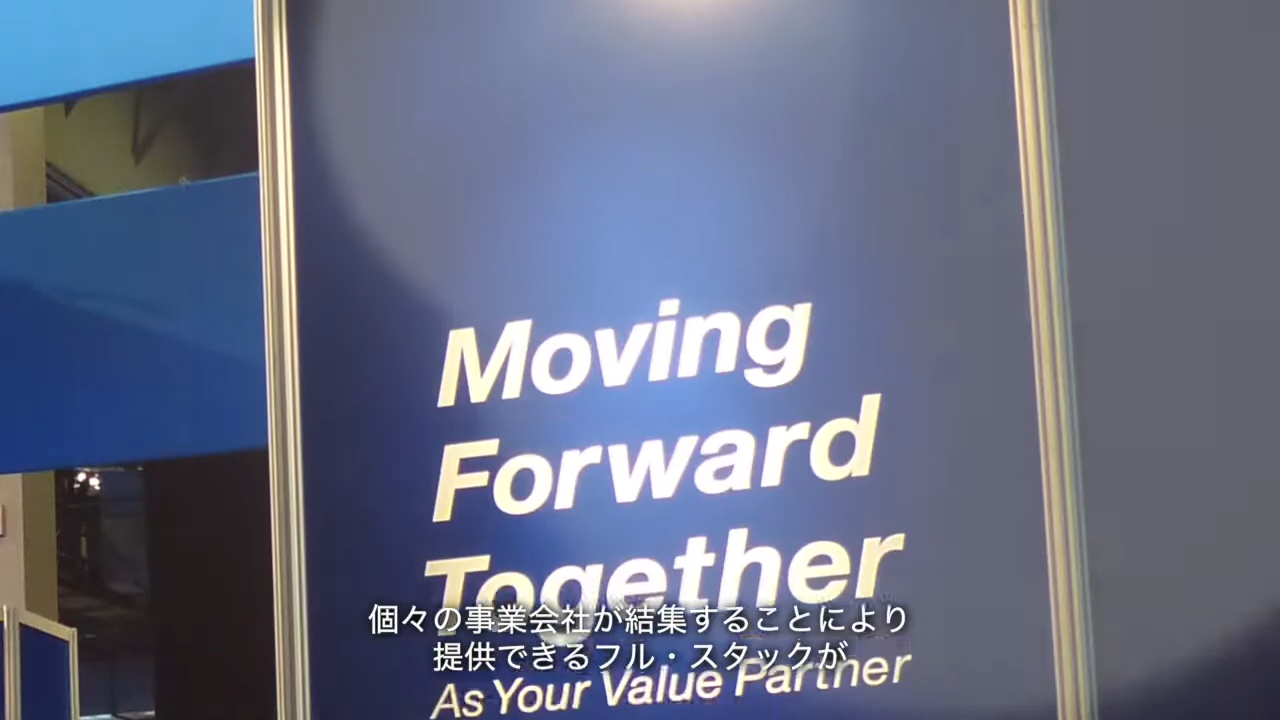 Moving
Forward
Together
個々の事業会社が結集することにより
提供できるフル・スタックが
As Your Value Partner